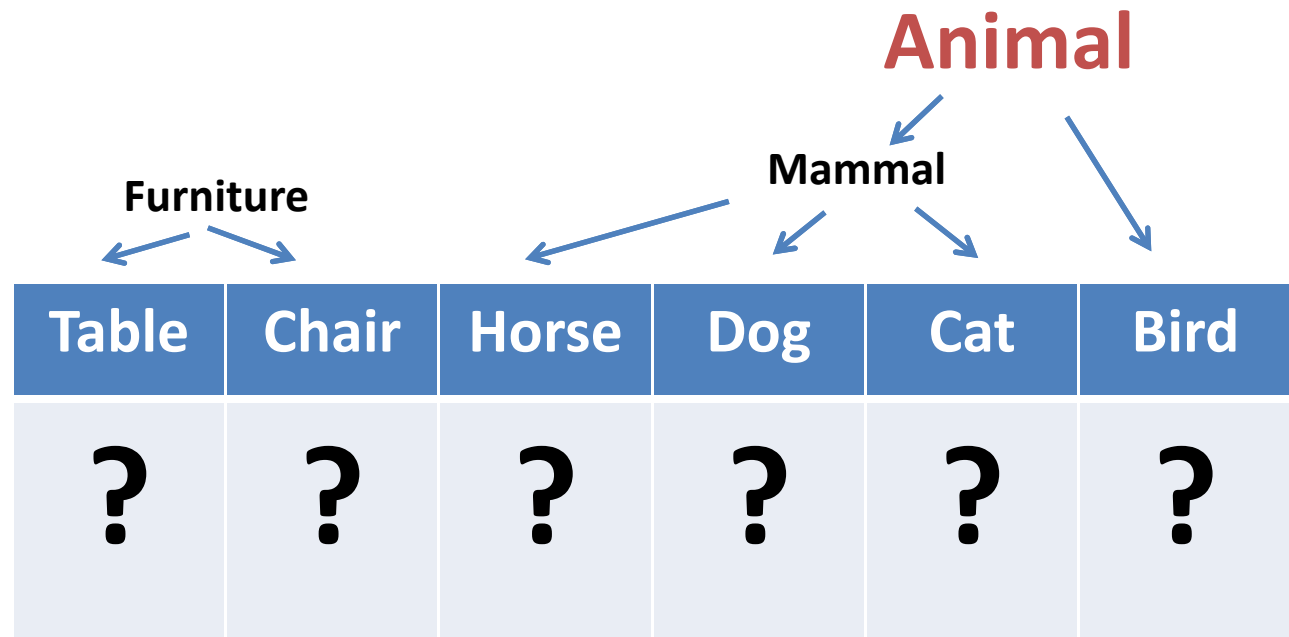 Animal
Mammal
Furniture
Table Chair Horse Dog Cat Bird
? ? ? ? ? ?